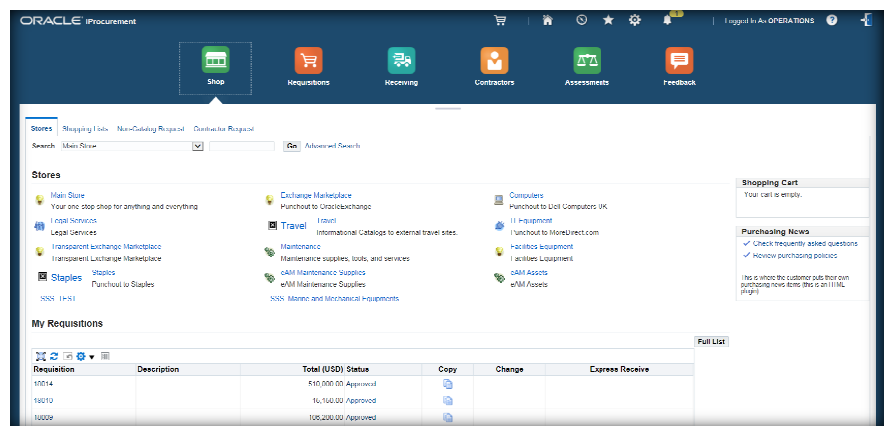 ORACLE iProcurement
1
Logged In As OPERATIONS
Shop Requisitions Receiving Contractors Assessments Feedback
Stores Shopping Lists Non-Catalog Request Contractor Request
Search Main Store Go Advanced Search
Stores
Main Store
Your one stop shop for anything and everything
Exchange Marketplace
Punchout to OracleExchange
Computers
Punchout to Dell Computers UK
Legal Services
Legal Services
Travel
Travel
Informational Catalogs to external travel sites.
IT Equipment
Punchout to MoreDirect.com
Transparent Exchange Marketplace
Transparent Exchange Marketplace
Maintenance
Maintenance supplies, tools, and services
Facilities Equipment
Facilities Equipment
Staples
Staples
Punchout to Staples
eAM Maintenance Supplies
eAM Maintenance Supplies
eAM Assets
eAM Assets
SSS_TEST
SSS_Marine and Mechanical Equipments
Shopping Cart
Your cart is empty.
Purchasing News
Check frequently asked questions
Review purchasing policies
This is where the customer puts their own
purchasing news items (this is an HTML
plugin)
My Requisitions
Full List
Requisition Description Total (USD) Status Copy Change Express Receive
18014 510,000.00 Approved
18010 Approved
18009 106,200.00 Approved